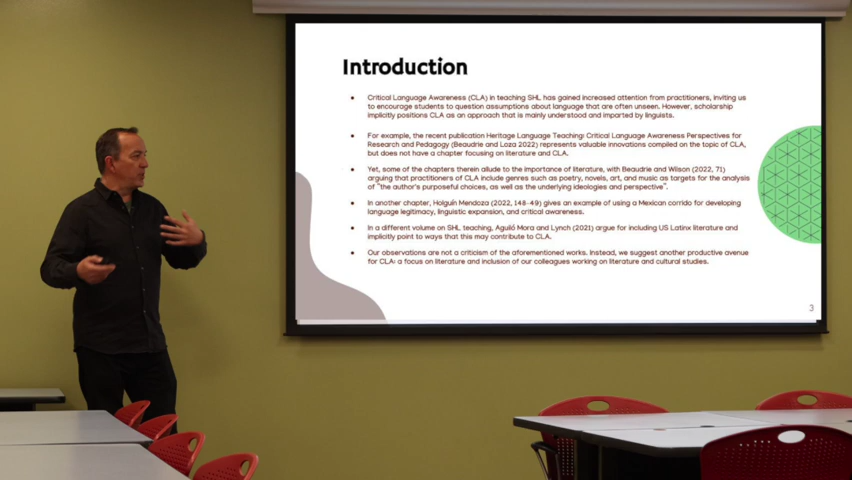 Introduction
Critical Language Awareness (CLA) in teaching SHL has gained increased attention from practitioners, inviting us
to encourage students to question assumptions about language that are often unseen. However, scholarship
implicitly positions CLA as an approach that is mainly understood and imparted by linguists.
For example, the recent publication Heritage Language Teaching: Critical Language Awareness Perspectives for
Research and Pedagogy (Beaudrie and Loza 2022) represents valuable innovations compiled on the topic of CLA,
but does not have a chapter focusing on literature and CLA.
Yet, some of the chapters therein allude to the importance of literature, with Beaudrie and Wilson (2022, 71)
arguing that practitioners of CLA include genres such as poetry, novels, art, and music as targets for the analysis
of "the author's purposeful choices, as well as the underlying ideologies and perspective".
In another chapter, Holguín Mendoza (2022, 148-49) gives an example of using a Mexican corrido for developing
language legitimacy, linguistic expansion, and critical awareness.
In a different volume on SHL teaching, Aguiló Mora and Lynch (2021) argue for including US Latinx literature and
implicitly point to ways that this may contribute to CLA.
Our observations are not a criticism of the aforementioned works. Instead, we suggest another productive avenue
for CLA: a focus on literature and inclusion of our colleagues working on literature and cultural studies.
3